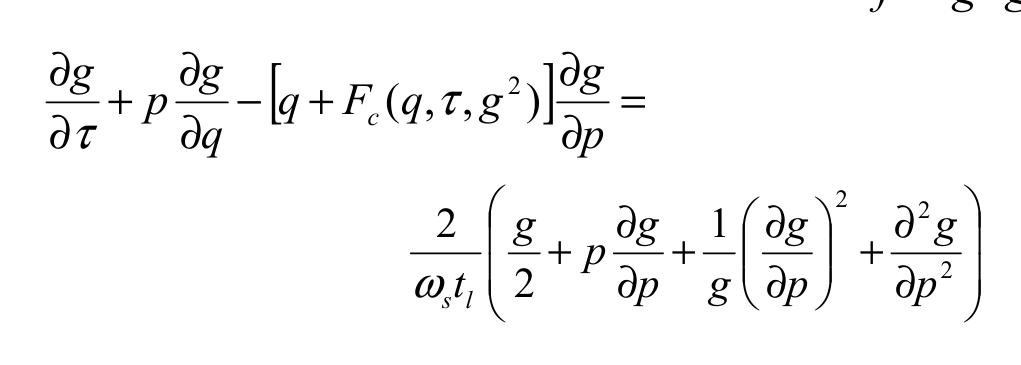 ∂g/∂τ + p ∂g/∂q − [q + F_c(q, τ, g²)] ∂g/∂p =
2/(ω_s t_l) ( g/2 + p ∂g/∂p + 1/g (∂g/∂p)² + ∂²g/∂p² )